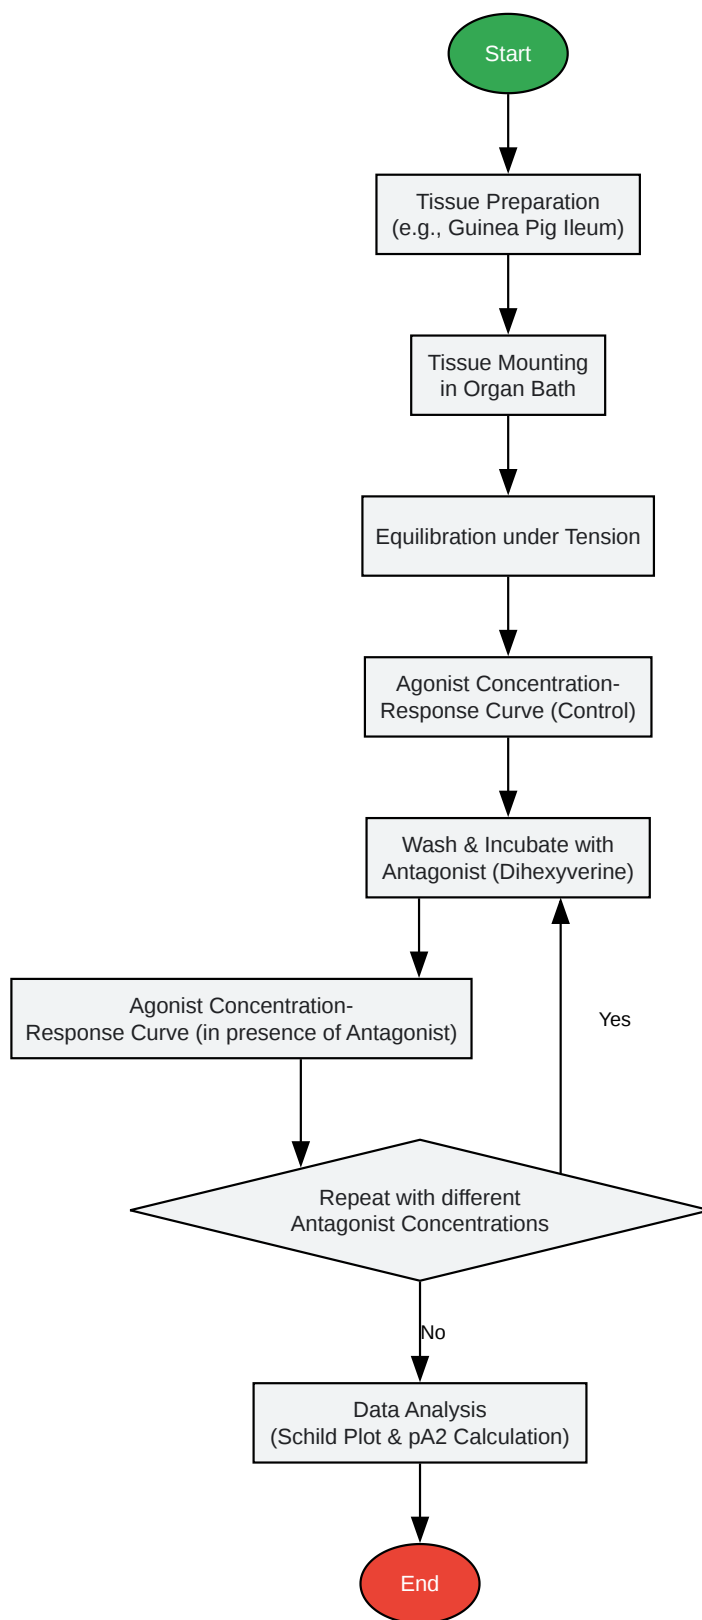 Start
Tissue Preparation
(e.g., Guinea Pig Ileum)
Tissue Mounting
in Organ Bath
Equilibration under Tension
Agonist Concentration-
Response Curve (Control)
Wash & Incubate with
Antagonist (Dihexyverine)
Agonist Concentration-
Response Curve (in presence of Antagonist)
Yes
Repeat with different
Antagonist Concentrations
No
Data Analysis
(Schild Plot & pA2 Calculation)
End